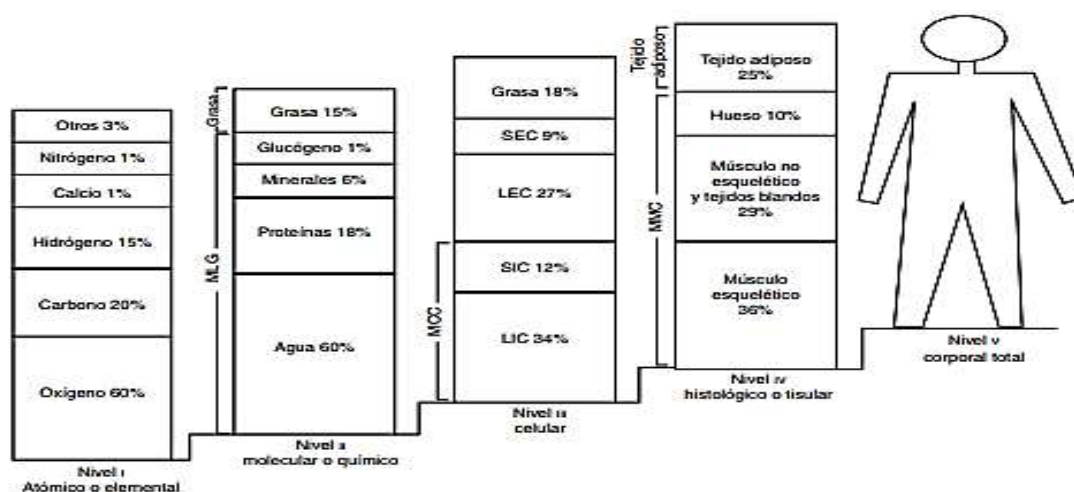 Otros 3%
Nitrógeno 1%
Calcio 1%
Hidrógeno 15%
Carbono 20%
Oxígeno 60%
Nivel I
Atómico o elemental
Grasa
MLG
Grasa 15%
Glucógeno 1%
Minerales 6%
Proteínas 18%
Agua 60%
Nivel II
molecular o químico
MCC
Grasa 18%
SEC 9%
LEC 27%
SIC 12%
LIC 34%
Nivel III
celular
Tejido
adiposo
MMC
Tejido adiposo
25%
Hueso 10%
Músculo no
esquelético
y tejidos blandos
29%
Músculo
esquelético
36%
Nivel IV
histológico o tisular
Nivel V
corporal total